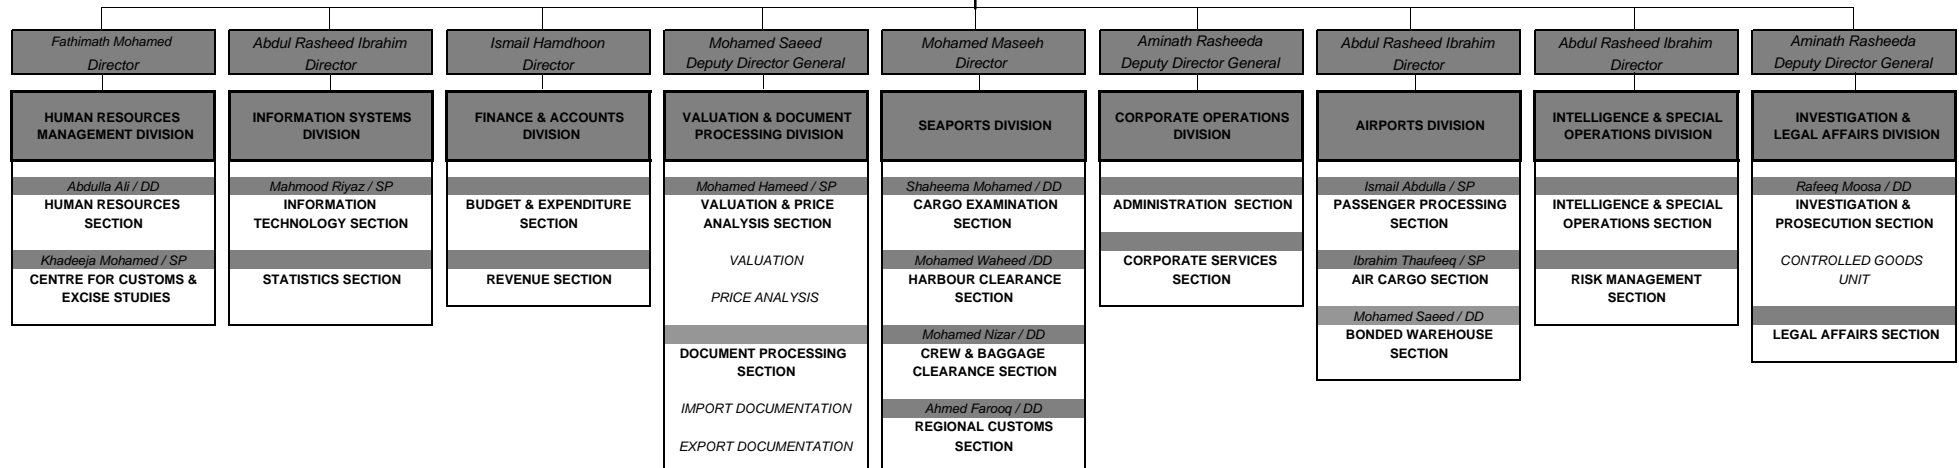 Fathimath Mohamed
Director
HUMAN RESOURCES
MANAGEMENT DIVISION
Abdulla Ali / DD
HUMAN RESOURCES
SECTION
Khadeeja Mohamed / SP
CENTRE FOR CUSTOMS &
EXCISE STUDIES
Abdul Rasheed Ibrahim
Director
INFORMATION SYSTEMS
DIVISION
Mahmood Riyaz / SP
INFORMATION
TECHNOLOGY SECTION
STATISTICS SECTION
Ismail Hamdhoon
Director
FINANCE & ACCOUNTS
DIVISION
BUDGET & EXPENDITURE
SECTION
REVENUE SECTION
Mohamed Saeed
Deputy Director General
VALUATION & DOCUMENT
PROCESSING DIVISION
Mohamed Hameed / SP
VALUATION & PRICE
ANALYSIS SECTION
VALUATION
PRICE ANALYSIS
DOCUMENT PROCESSING
SECTION
IMPORT DOCUMENTATION
EXPORT DOCUMENTATION
Mohamed Maseeh
Director
SEAPORTS DIVISION
Shaheema Mohamed / DD
CARGO EXAMINATION
SECTION
Mohamed Waheed /DD
HARBOUR CLEARANCE
SECTION
Mohamed Nizar / DD
CREW & BAGGAGE
CLEARANCE SECTION
Ahmed Farooq / DD
REGIONAL CUSTOMS
SECTION
Aminath Rasheeda
Deputy Director General
CORPORATE OPERATIONS
DIVISION
ADMINISTRATION SECTION
CORPORATE SERVICES
SECTION
Abdul Rasheed Ibrahim
Director
AIRPORTS DIVISION
Ismail Abdulla / SP
PASSENGER PROCESSING
SECTION
Ibrahim Thaufeeq / SP
AIR CARGO SECTION
Mohamed Saeed / DD
BONDED WAREHOUSE
SECTION
Abdul Rasheed Ibrahim
Director
INTELLIGENCE & SPECIAL
OPERATIONS DIVISION
INTELLIGENCE & SPECIAL
OPERATIONS SECTION
RISK MANAGEMENT
SECTION
Aminath Rasheeda
Deputy Director General
INVESTIGATION &
LEGAL AFFAIRS DIVISION
Rafeeq Moosa / DD
INVESTIGATION &
PROSECUTION SECTION
CONTROLLED GOODS
UNIT
LEGAL AFFAIRS SECTION